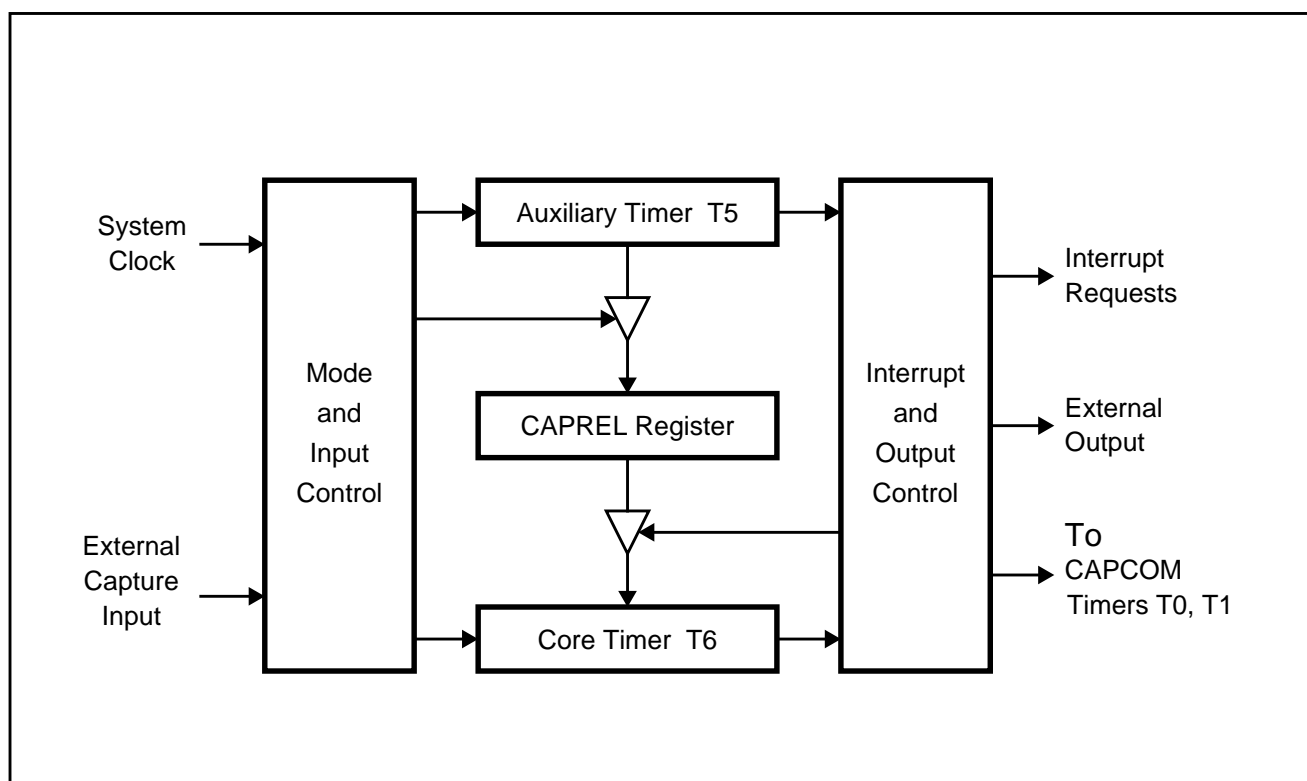 System
Clock
External
Capture
Input
Mode
and
Input
Control
Auxiliary Timer T5
CAPREL Register
Core Timer T6
Interrupt
and
Output
Control
Interrupt
Requests
External
Output
To
CAPCOM
Timers T0, T1